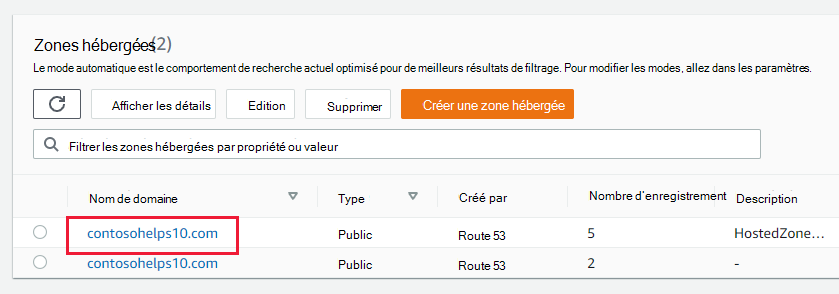 Zones hébergées(2)
Le mode automatique est le comportement de recherche actuel optimisé pour de meilleurs résultats de filtrage. Pour modifier les modes, allez dans les paramètres.
Afficher les détails Edition Supprimer Créer une zone hébergée
Filtrer les zones hébergées par propriété ou valeur
Nom de domaine Type Créé par Nombre d'enregistrement Description
contosohelps10.com Public Route 53 5 HostedZone...
contosohelps10.com Public Route 53 2 -